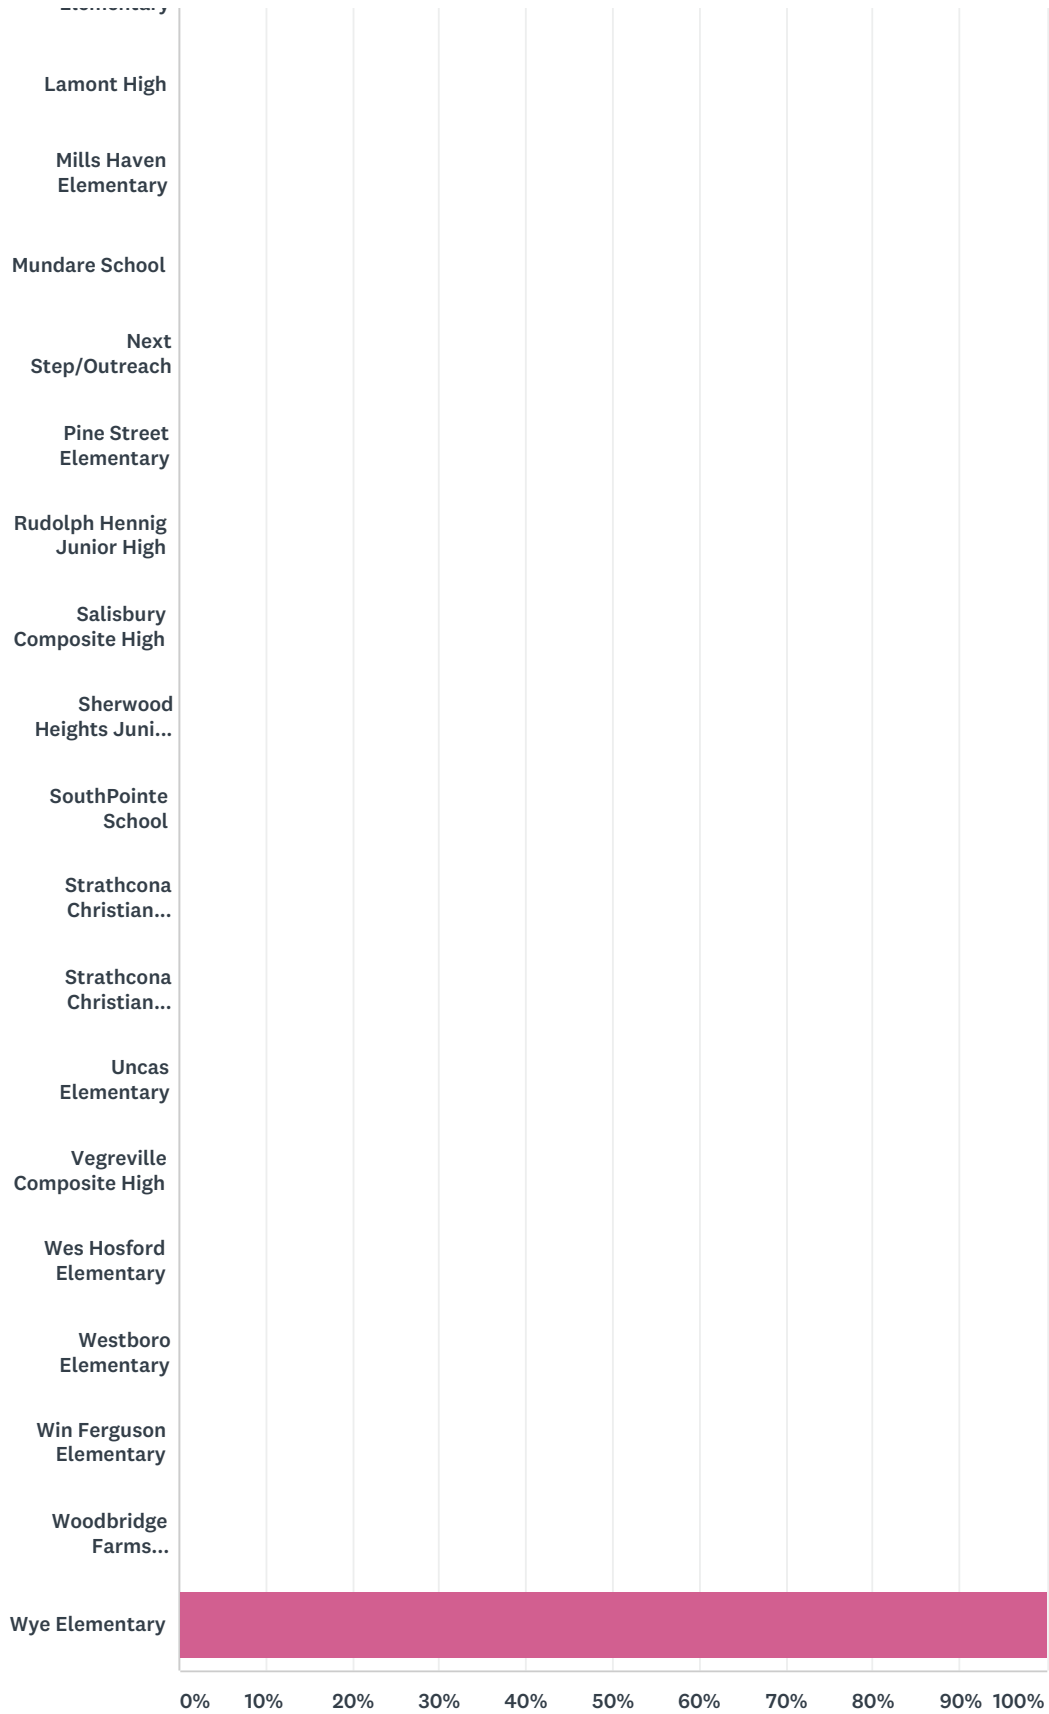 Elementary
Lamont High
Mills Haven
Elementary
Mundare School
Next
Step/Outreach
Pine Street
Elementary
Rudolph Hennig
Junior High
Salisbury
Composite High
Sherwood
Heights Juni...
SouthPointe
School
Strathcona
Christian...
Strathcona
Christian...
Uncas
Elementary
Vegreville
Composite High
Wes Hosford
Elementary
Westboro
Elementary
Win Ferguson
Elementary
Woodbridge
Farms...
Wye Elementary
0% 10% 20% 30% 40% 50% 60% 70% 80% 90% 100%